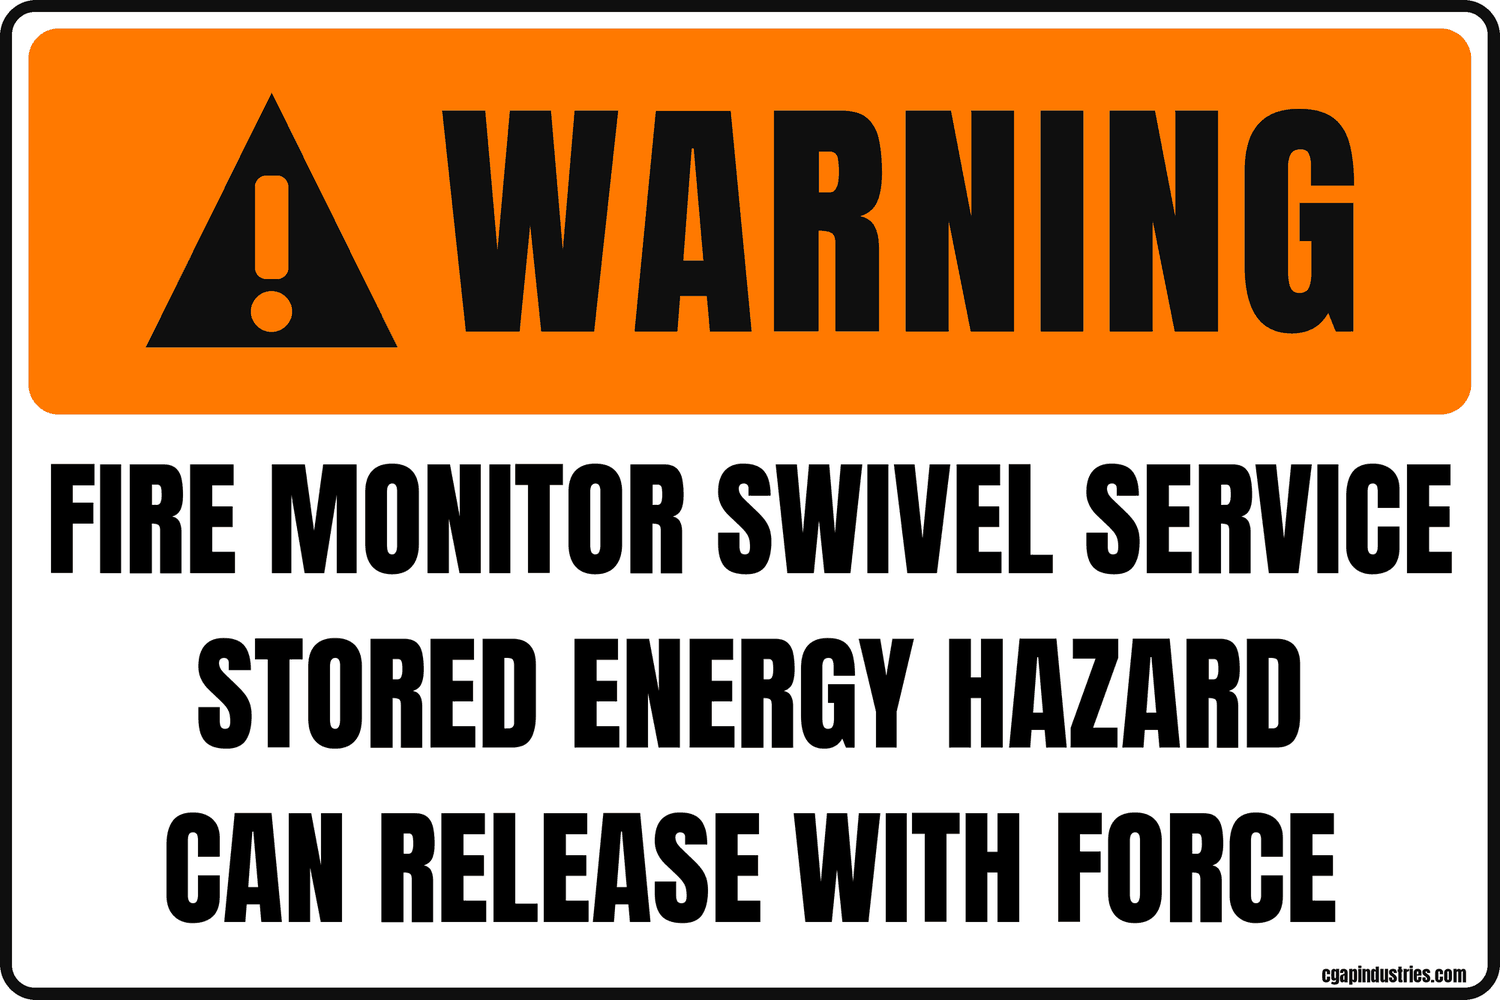 WARNING
FIRE MONITOR SWIVEL SERVICE
STORED ENERGY HAZARD
CAN RELEASE WITH FORCE
cgapindustries.com